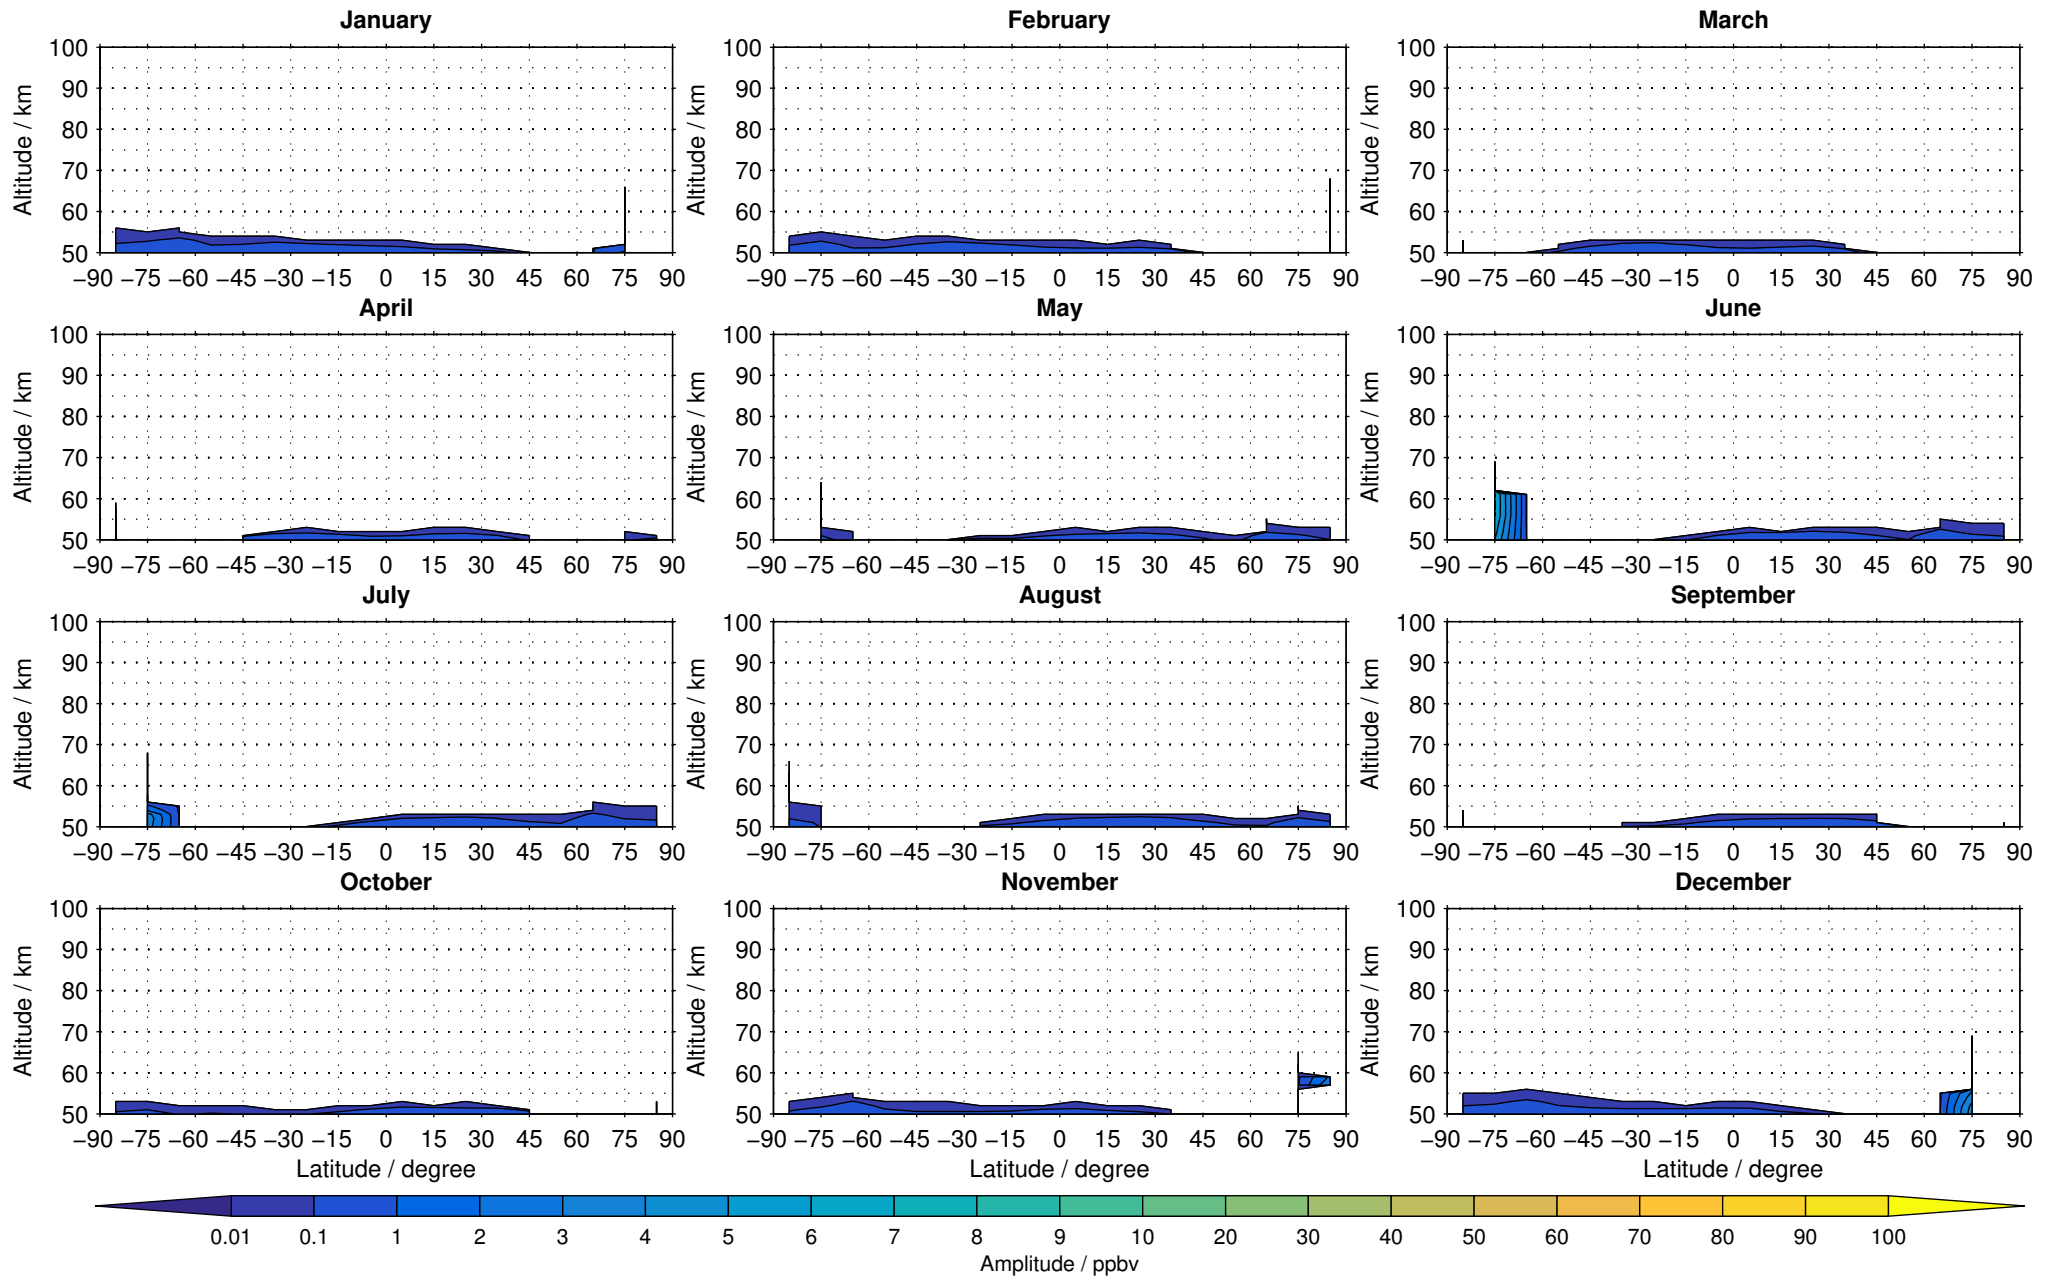 January February March
100 100 100
90 90 90
80 80 80
70 70 70
60 60 60
50 50 50
Altitude / km Altitude / km Altitude / km
−90 −75 −60 −45 −30 −15 0 15 30 45 60 75 90 −90 −75 −60 −45 −30 −15 0 15 30 45 60 75 90 −90 −75 −60 −45 −30 −15 0 15 30 45 60 75 90
April May June
100 100 100
90 90 90
80 80 80
70 70 70
60 60 60
50 50 50
Altitude / km Altitude / km Altitude / km
−90 −75 −60 −45 −30 −15 0 15 30 45 60 75 90 −90 −75 −60 −45 −30 −15 0 15 30 45 60 75 90 −90 −75 −60 −45 −30 −15 0 15 30 45 60 75 90
July August September
100 100 100
90 90 90
80 80 80
70 70 70
60 60 60
50 50 50
Altitude / km Altitude / km Altitude / km
−90 −75 −60 −45 −30 −15 0 15 30 45 60 75 90 −90 −75 −60 −45 −30 −15 0 15 30 45 60 75 90 −90 −75 −60 −45 −30 −15 0 15 30 45 60 75 90
October November December
100 100 100
90 90 90
80 80 80
70 70 70
60 60 60
50 50 50
Altitude / km Altitude / km Altitude / km
−90 −75 −60 −45 −30 −15 0 15 30 45 60 75 90 −90 −75 −60 −45 −30 −15 0 15 30 45 60 75 90 −90 −75 −60 −45 −30 −15 0 15 30 45 60 75 90
Latitude / degree Latitude / degree Latitude / degree
0.01 0.1 1 2 3 4 5 6 7 8 9 10 20 30 40 50 60 70 80 90 100
Amplitude / ppbv